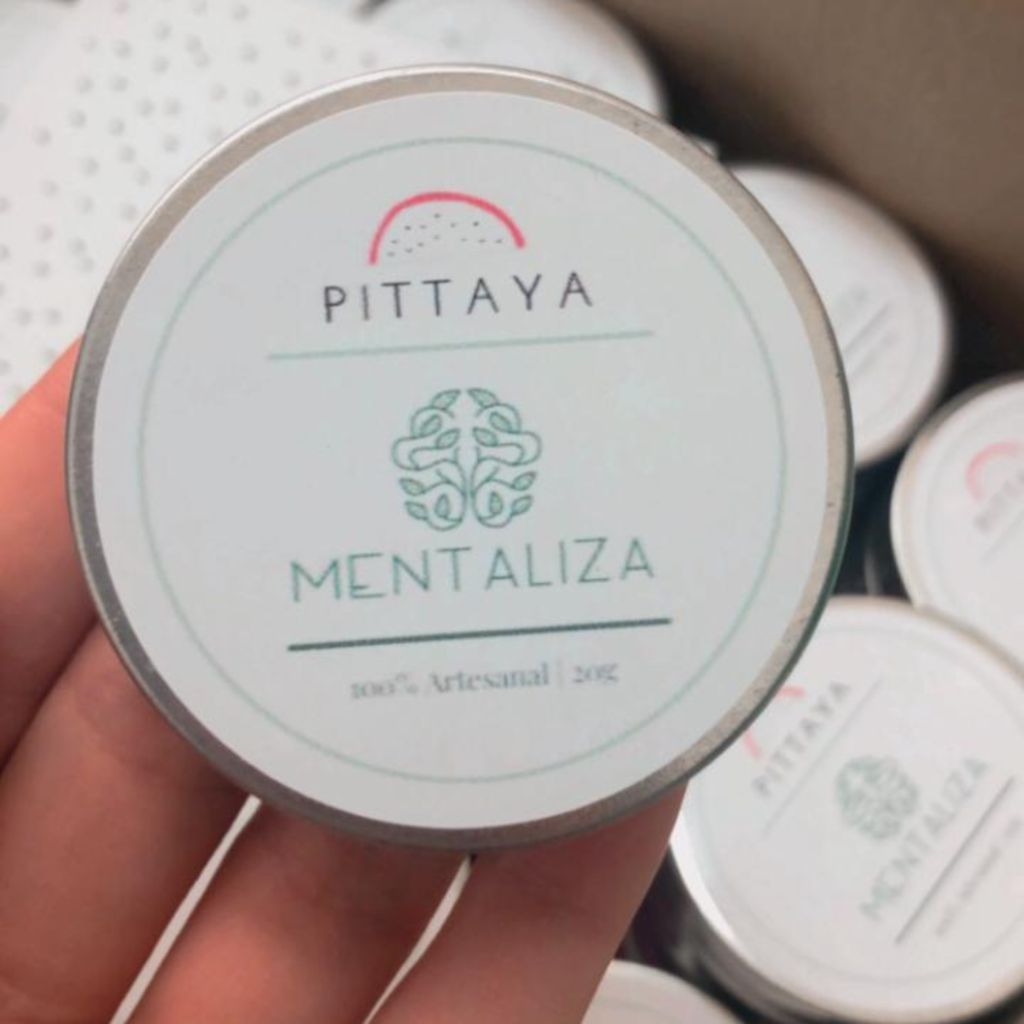 PITTAYA
MENTALIZA
100% Artesanal | 20g
PITTAYA
MENTALIZA